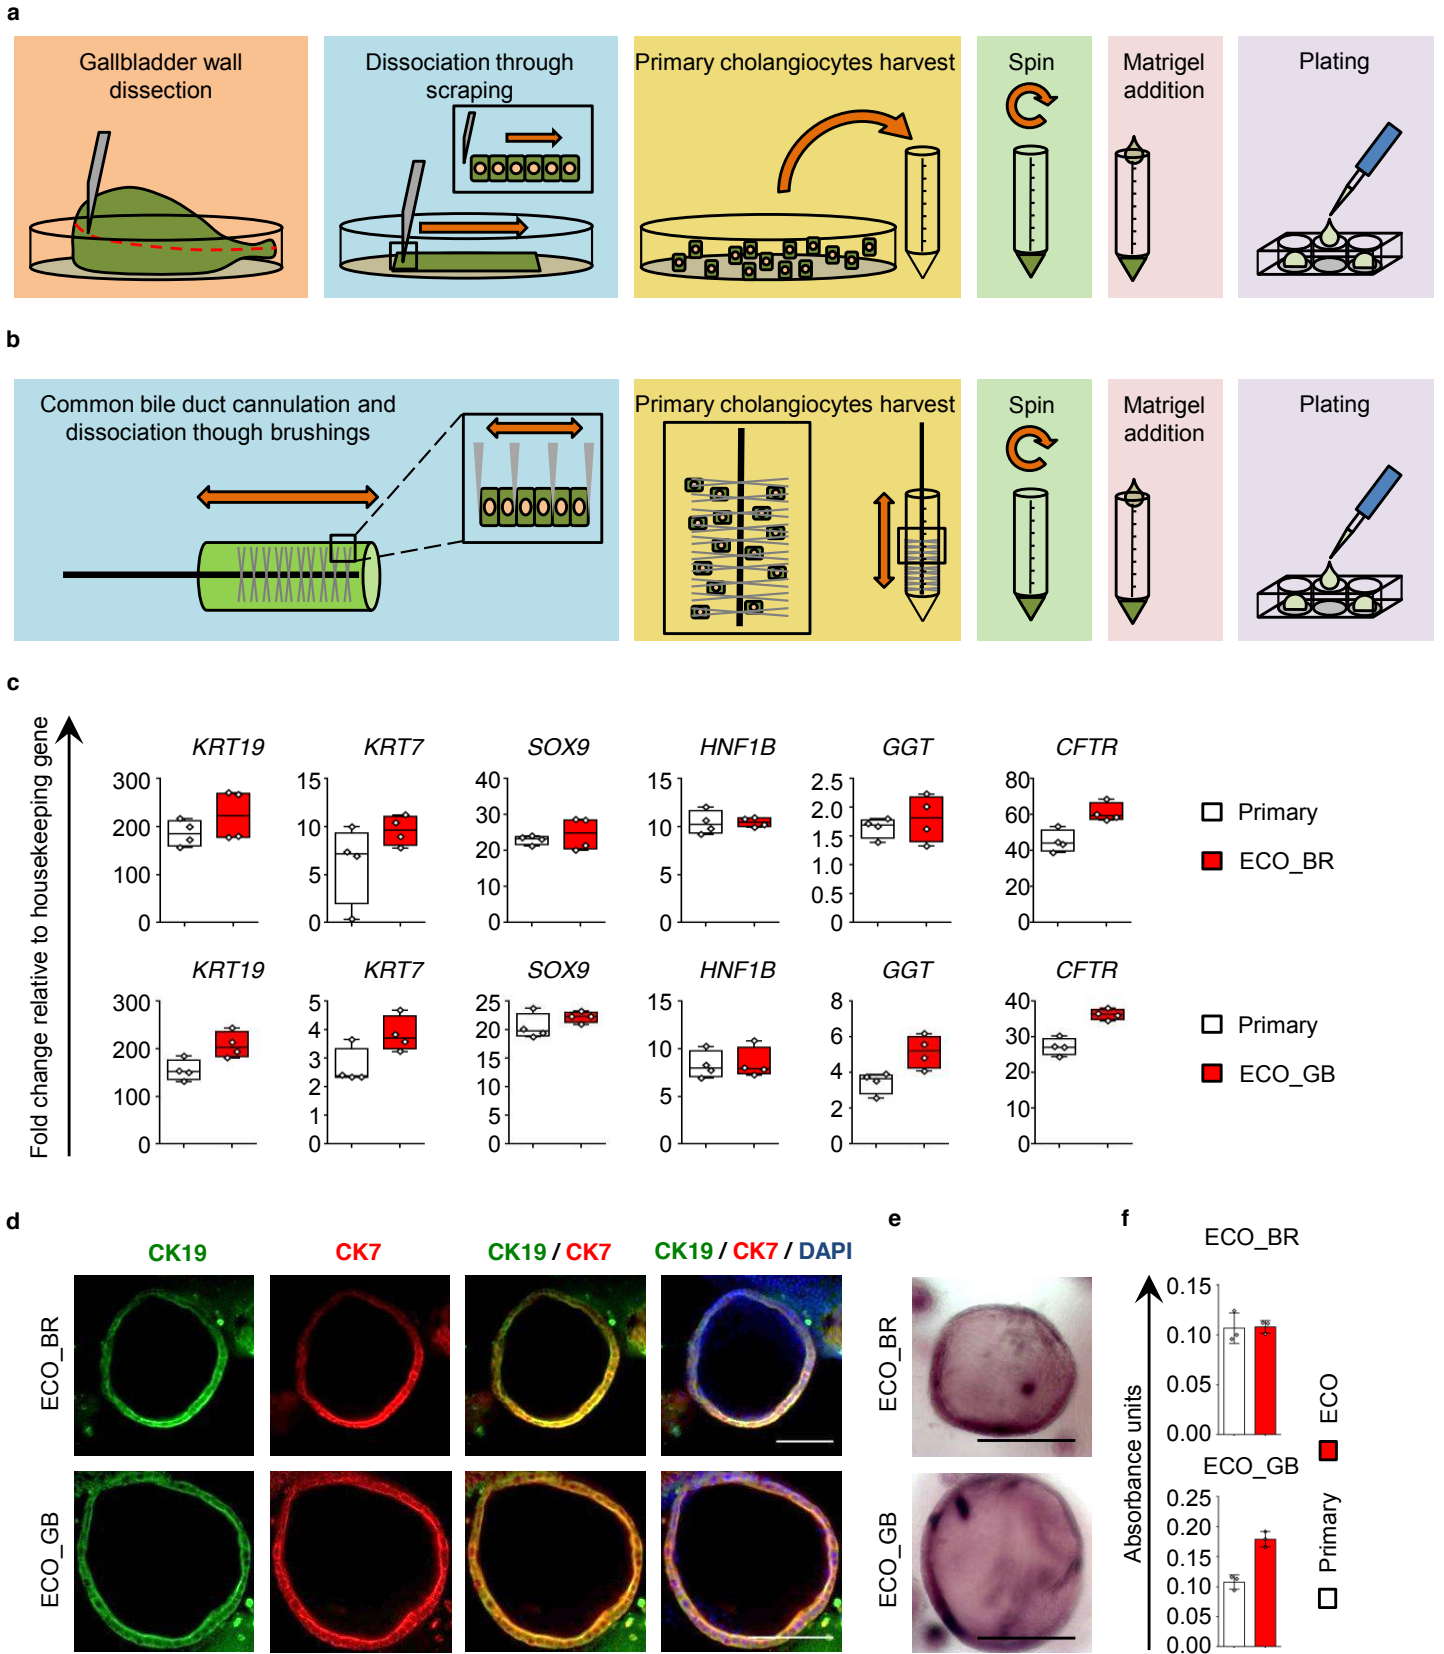 a
Gallbladder wall
dissection
Dissociation through
scraping
Primary cholangiocytes harvest
Spin
Matrigel
addition
Plating
b
Common bile duct cannulation and
dissociation though brushings
Primary cholangiocytes harvest
Spin
Matrigel
addition
Plating
c
Fold change relative to housekeeping gene
KRT19
300
200
100
0
KRT7
15
10
5
0
SOX9
40
30
20
10
0
HNF1B
15
10
5
0
GGT
2.5
2.0
1.5
1.0
0.5
0
CFTR
80
60
40
20
0
Primary
ECO_BR
KRT19
300
200
100
0
KRT7
5
4
3
2
1
0
SOX9
25
20
15
10
5
0
HNF1B
15
10
5
0
GGT
8
6
4
2
0
CFTR
40
30
20
10
0
Primary
ECO_GB
d
CK19
CK7
CK19 / CK7
CK19 / CK7 / DAPI
ECO_BR
ECO_GB
e
ECO_BR
ECO_GB
f
Absorbance units
ECO_BR
0.15
0.10
0.05
0.00
ECO_GB
0.25
0.20
0.15
0.10
0.05
0.00
Primary
ECO